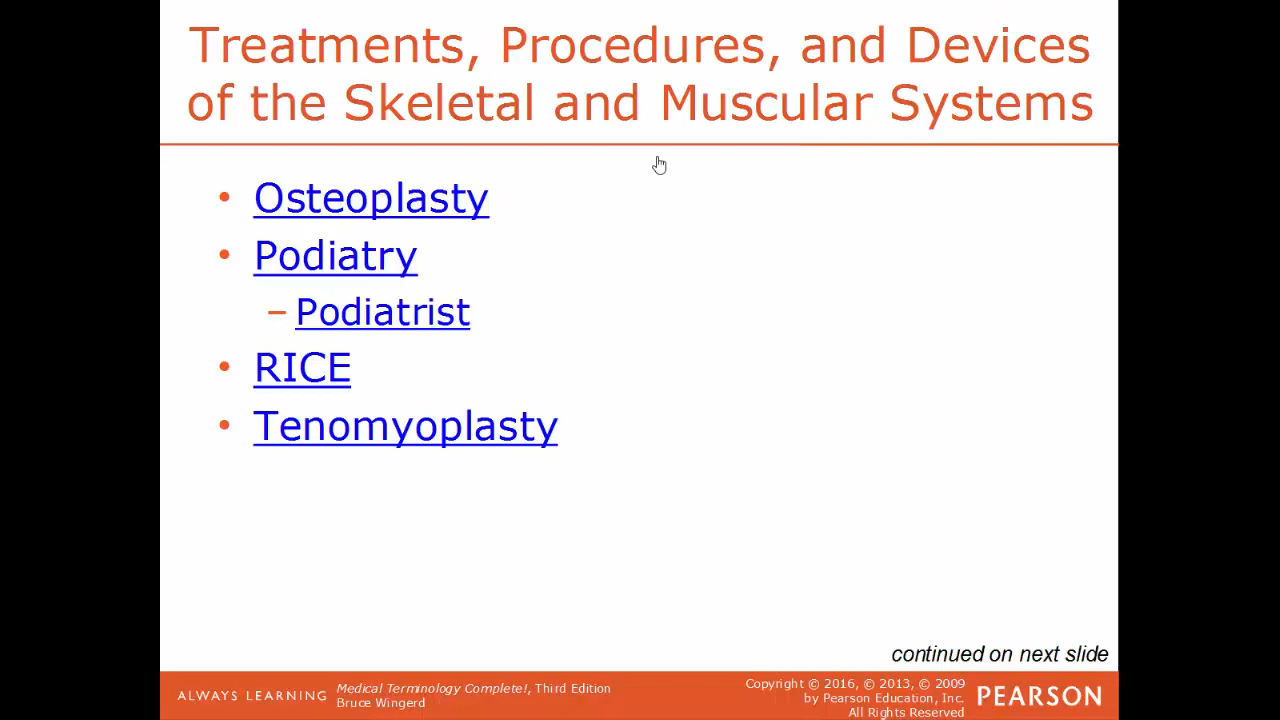 Treatments, Procedures, and Devices
of the Skeletal and Muscular Systems
• Osteoplasty
• Podiatry
– Podiatrist
• RICE
• Tenomyoplasty
continued on next slide
ALWAYS LEARNING
Medical Terminology Complete!, Third Edition
Bruce Wingerd
Copyright © 2016, © 2013, © 2009
by Pearson Education, Inc.
All Rights Reserved
PEARSON